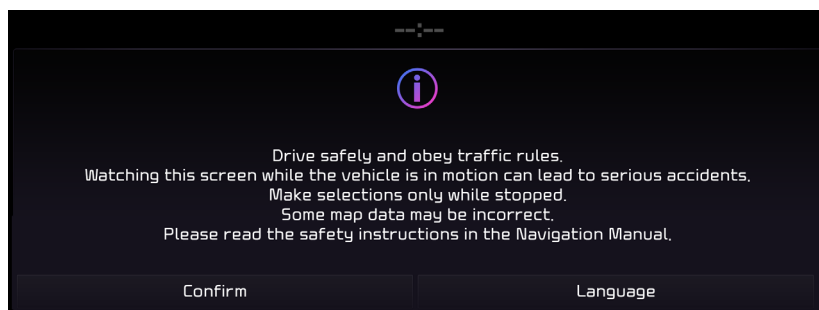 --:--
i
Drive safely and obey traffic rules.
Watching this screen while the vehicle is in motion can lead to serious accidents.
Make selections only while stopped.
Some map data may be incorrect.
Please read the safety instructions in the Navigation Manual.
Confirm
Language